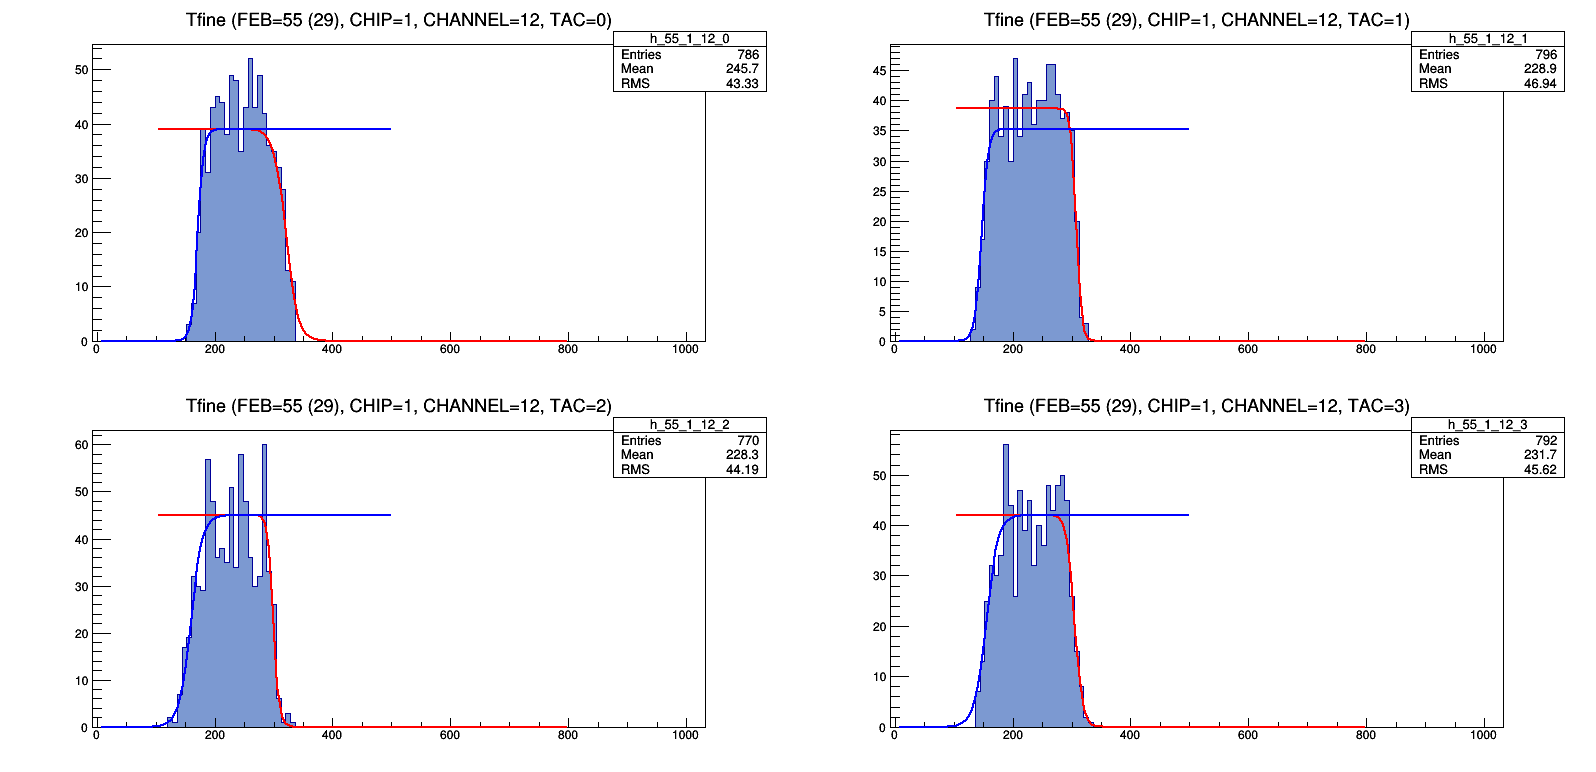 Tfine (FEB=55 (29), CHIP=1, CHANNEL=12, TAC=0)
h_55_1_12_0
Entries 786
Mean 245.7
RMS 43.33
50
40
30
20
10
0
0 200 400 600 800 1000
Tfine (FEB=55 (29), CHIP=1, CHANNEL=12, TAC=1)
h_55_1_12_1
Entries 796
Mean 228.9
RMS 46.94
45
40
35
30
25
20
15
10
5
0
0 200 400 600 800 1000
Tfine (FEB=55 (29), CHIP=1, CHANNEL=12, TAC=2)
h_55_1_12_2
Entries 770
Mean 228.3
RMS 44.19
60
50
40
30
20
10
0
0 200 400 600 800 1000
Tfine (FEB=55 (29), CHIP=1, CHANNEL=12, TAC=3)
h_55_1_12_3
Entries 792
Mean 231.7
RMS 45.62
50
40
30
20
10
0
0 200 400 600 800 1000